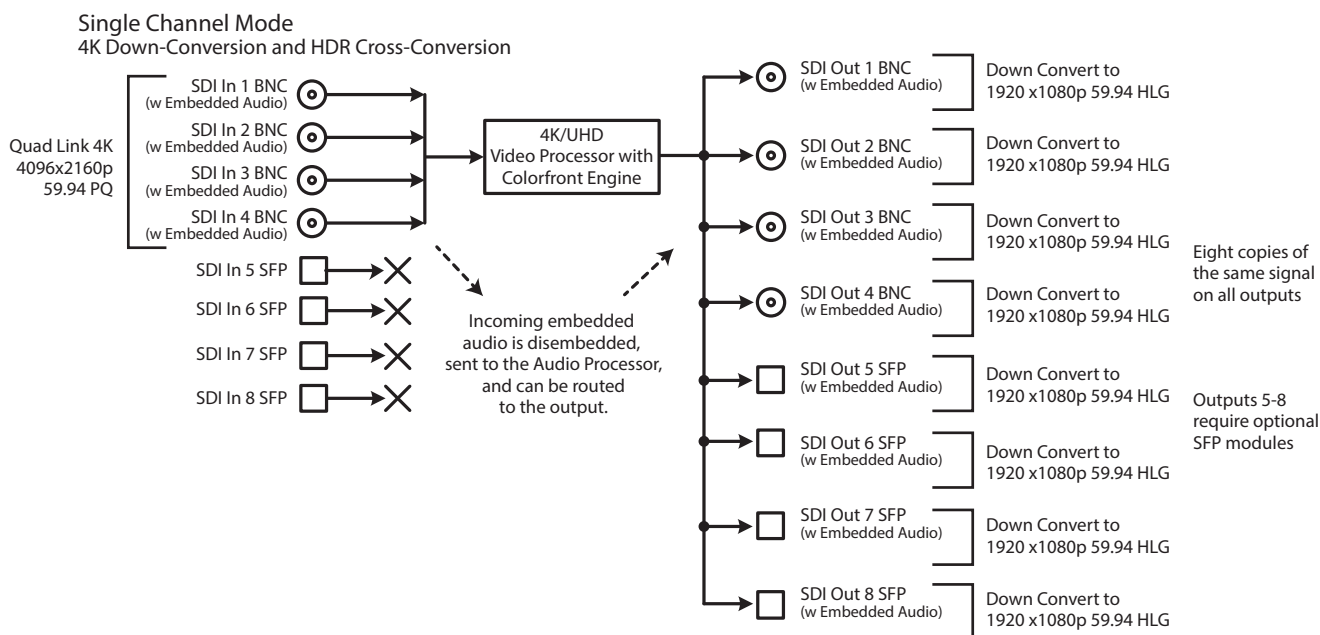 Single Channel Mode
4K Down-Conversion and HDR Cross-Conversion
Quad Link 4K
4096x2160p
59.94 PQ
SDI In 1 BNC
(w Embedded Audio)
SDI In 2 BNC
(w Embedded Audio)
SDI In 3 BNC
(w Embedded Audio)
SDI In 4 BNC
(w Embedded Audio)
SDI In 5 SFP
SDI In 6 SFP
SDI In 7 SFP
SDI In 8 SFP
4K/UHD
Video Processor with
Colorfront Engine
Incoming embedded
audio is disembedded,
sent to the Audio Processor,
and can be routed
to the output.
SDI Out 1 BNC
(w Embedded Audio)
Down Convert to
1920 x1080p 59.94 HLG
SDI Out 2 BNC
(w Embedded Audio)
Down Convert to
1920 x1080p 59.94 HLG
SDI Out 3 BNC
(w Embedded Audio)
Down Convert to
1920 x1080p 59.94 HLG
SDI Out 4 BNC
(w Embedded Audio)
Down Convert to
1920 x1080p 59.94 HLG
SDI Out 5 SFP
(w Embedded Audio)
Down Convert to
1920 x1080p 59.94 HLG
SDI Out 6 SFP
(w Embedded Audio)
Down Convert to
1920 x1080p 59.94 HLG
SDI Out 7 SFP
(w Embedded Audio)
Down Convert to
1920 x1080p 59.94 HLG
SDI Out 8 SFP
(w Embedded Audio)
Down Convert to
1920 x1080p 59.94 HLG
Eight copies of
the same signal
on all outputs
Outputs 5-8
require optional
SFP modules